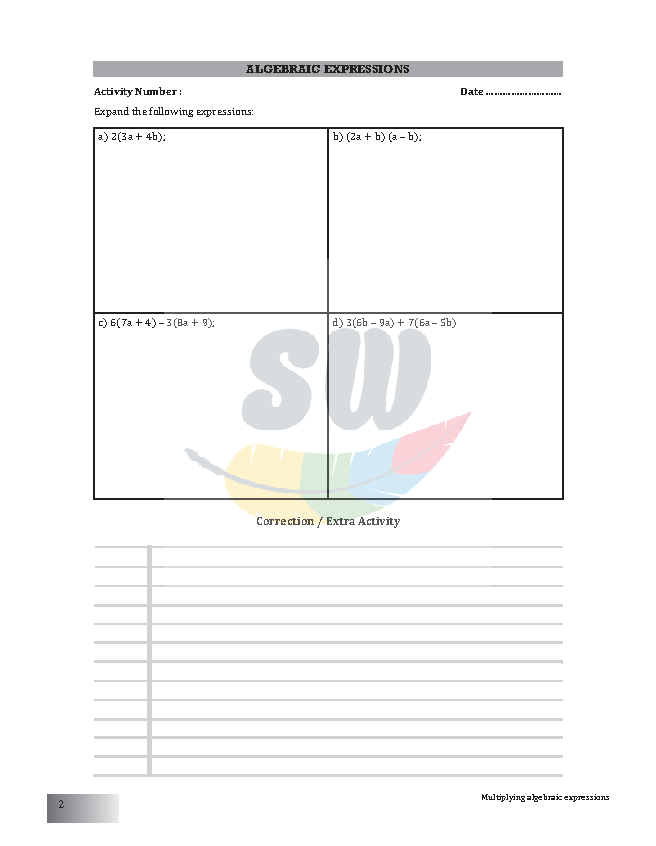 ALGEBRAIC EXPRESSIONS
Activity Number : Date ...........................
Expand the following expressions:
a) 2(3a + 4b); b) (2a + b) (a – b);
c) 6(7a + 4) – 3(8a + 9); d) 3(6b – 9a) + 7(6a – 5b)
sw
Correction / Extra Activity
2 Multiplying algebraic expressions